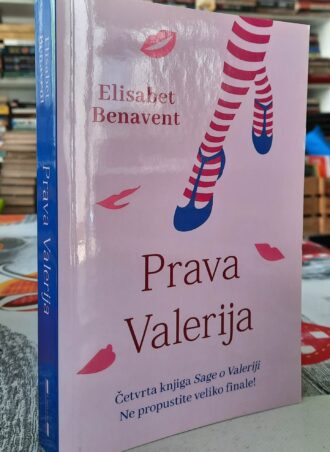 Elisabet
Benavent
Prava
Valerija
Četvrta knjiga Sage o Valeriji
Ne propustite veliko finale!
Elisabet
Benavent
Prava Valerija